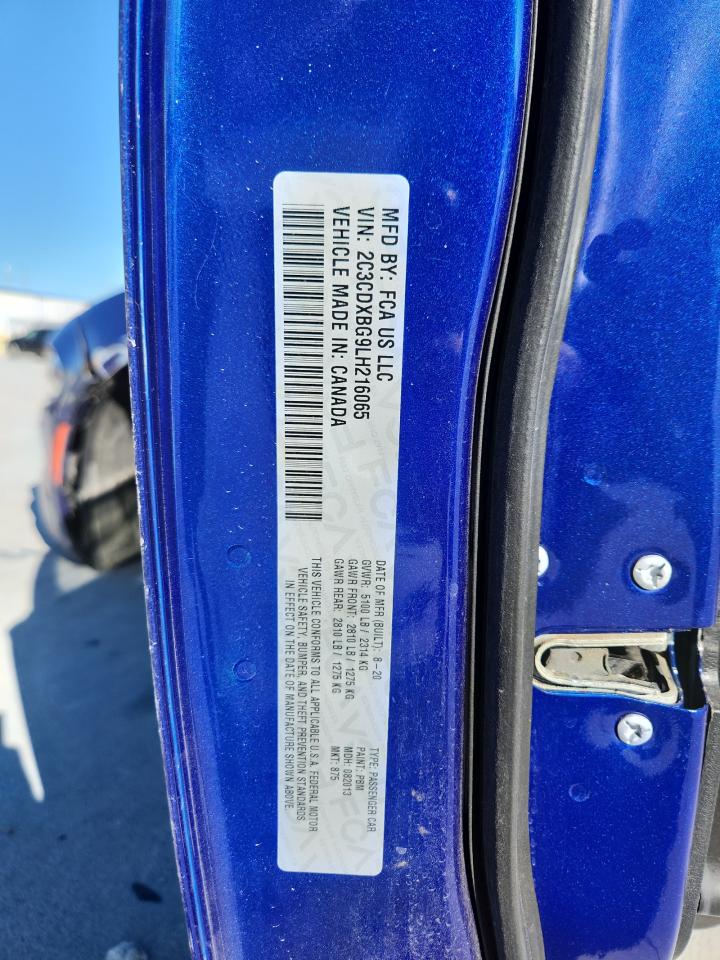 MFD BY: FCA US LLC
VIN: 2C3CDXBG9LH216065
VEHICLE MADE IN: CANADA
DATE OF MFR (BUILT): 8-20
GVWR: 5100 LB / 2314 KG
GAWR FRONT: 2810 LB / 1275 KG
GAWR REAR: 2810 LB / 1275 KG
TYPE: PASSENGER CAR
PAINT: PBM
MDH: 082013
MKT: 875
THIS VEHICLE CONFORMS TO ALL APPLICABLE U.S.A. FEDERAL MOTOR
VEHICLE SAFETY, BUMPER, AND THEFT PREVENTION STANDARDS
IN EFFECT ON THE DATE OF MANUFACTURE SHOWN ABOVE.